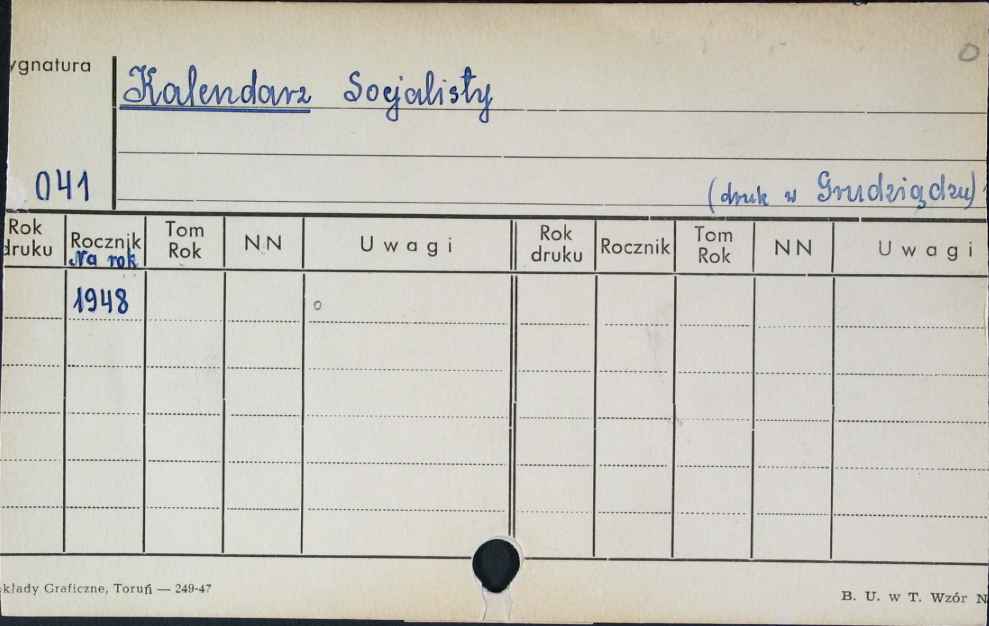 ygnatura
Kalendarz Socjalisty
041
(druk w Grudziądzu)
Rok druku Rocznik Na rok Tom Rok NN Uwagi Rok druku Rocznik Tom Rok NN Uwagi
1948
kłady Graficzne, Toruń — 249-47
B. U. w T. Wzór N